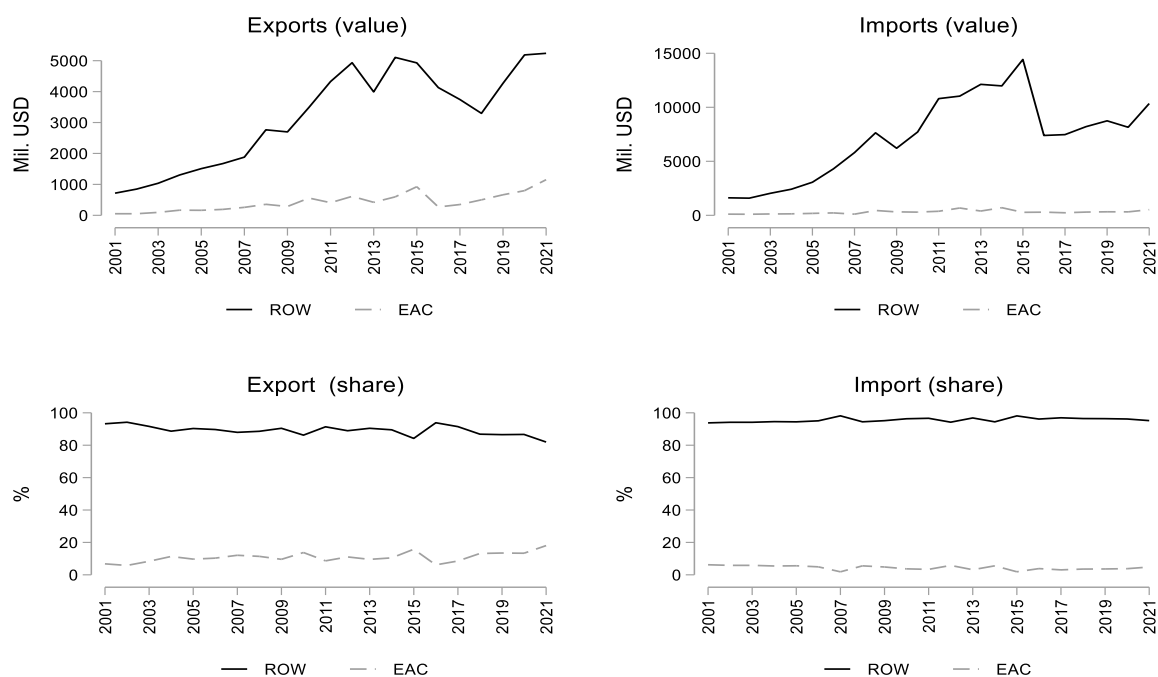 Exports (value)
Mil. USD
5000
4000
3000
2000
1000
0
2001 2003 2005 2007 2009 2011 2013 2015 2017 2019 2021
ROW EAC
Imports (value)
Mil. USD
15000
10000
5000
0
2001 2003 2005 2007 2009 2011 2013 2015 2017 2019 2021
ROW EAC
Export (share)
%
100
80
60
40
20
0
2001 2003 2005 2007 2009 2011 2013 2015 2017 2019 2021
ROW EAC
Import (share)
%
100
80
60
40
20
0
2001 2003 2005 2007 2009 2011 2013 2015 2017 2019 2021
ROW EAC